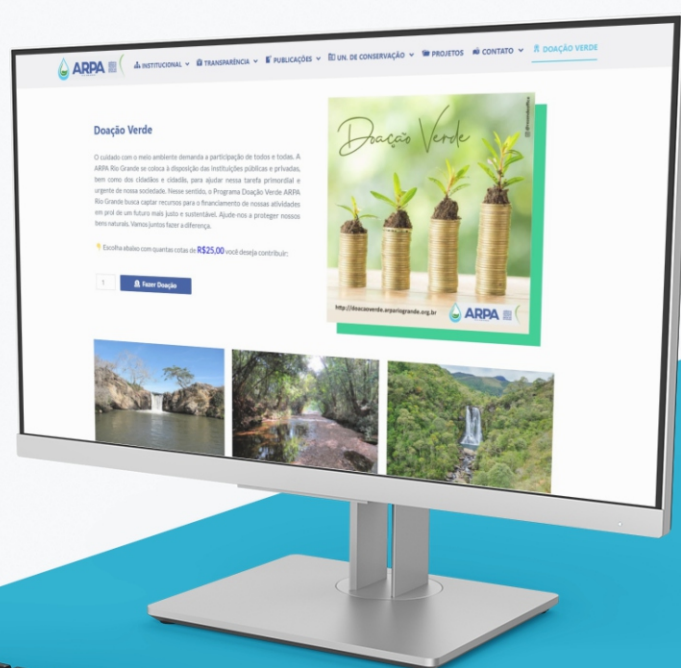 ARPA
INSTITUCIONAL
TRANSPARÊNCIA
PUBLICAÇÕES
UN. DE CONSERVAÇÃO
PROJETOS
CONTATO
DOAÇÃO VERDE
Doação Verde
O cuidado com o meio ambiente demanda a participação de todos e todas. A
ARPA Rio Grande se coloca à disposição das instituições públicas e privadas,
bem como dos cidadãos e cidadãs, para ajudar nessa tarefa primordial e
urgente de nossa sociedade. Nesse sentido, o Programa Doação Verde ARPA
Rio Grande busca captar recursos para o financiamento de nossas atividades
em prol de um futuro mais justo e sustentável. Ajude-nos a proteger nossos
bens naturais. Vamos juntos fazer a diferença.
Escolha abaixo com quantas cotas de R$25,00 você deseja contribuir:
1
Fazer Doação
Doação Verde
http://doacaoverde.arpariogrande.org.br
ARPA